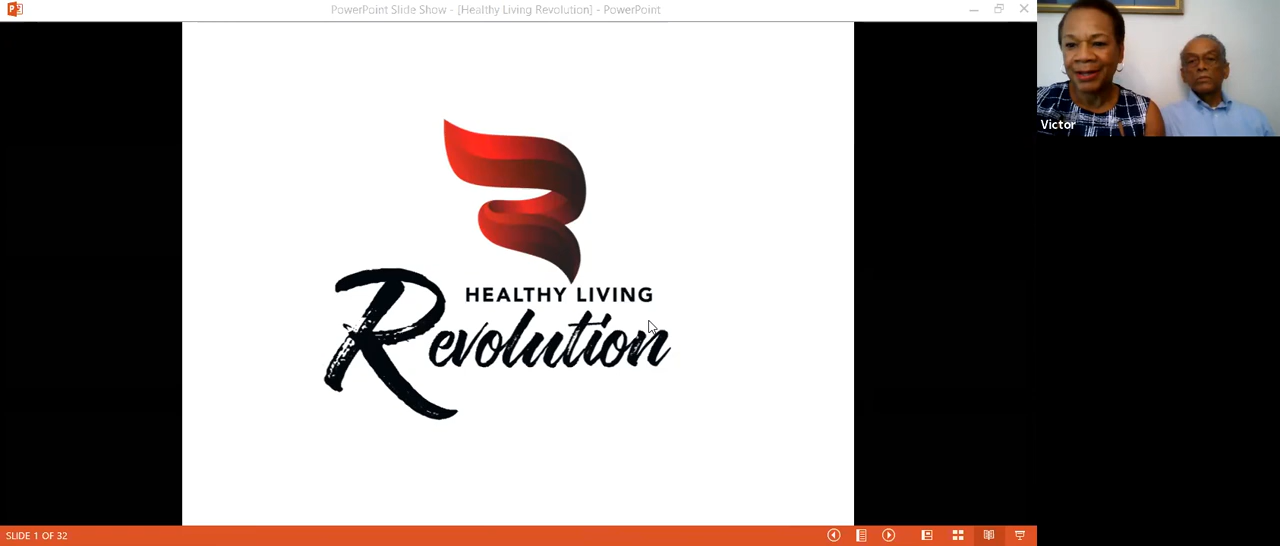 PowerPoint Slide Show - [Healthy Living Revolution] - PowerPoint
Victor
HEALTHY LIVING
Revolution
SLIDE 1 OF 32